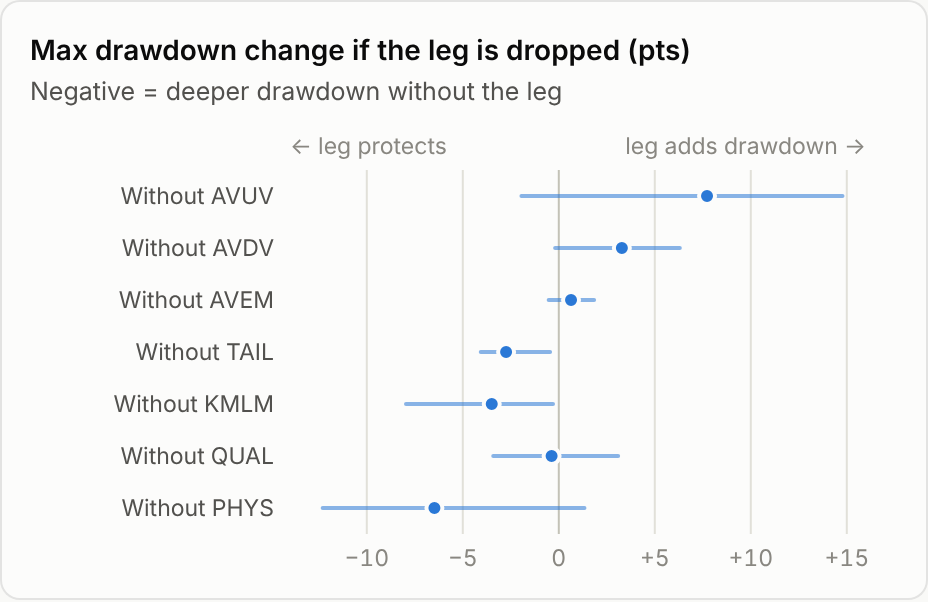 Max drawdown change if the leg is dropped (pts)
Negative = deeper drawdown without the leg
← leg protects
leg adds drawdown →
Without AVUV
Without AVDV
Without AVEM
Without TAIL
Without KMLM
Without QUAL
Without PHYS
−10 −5 0 +5 +10 +15